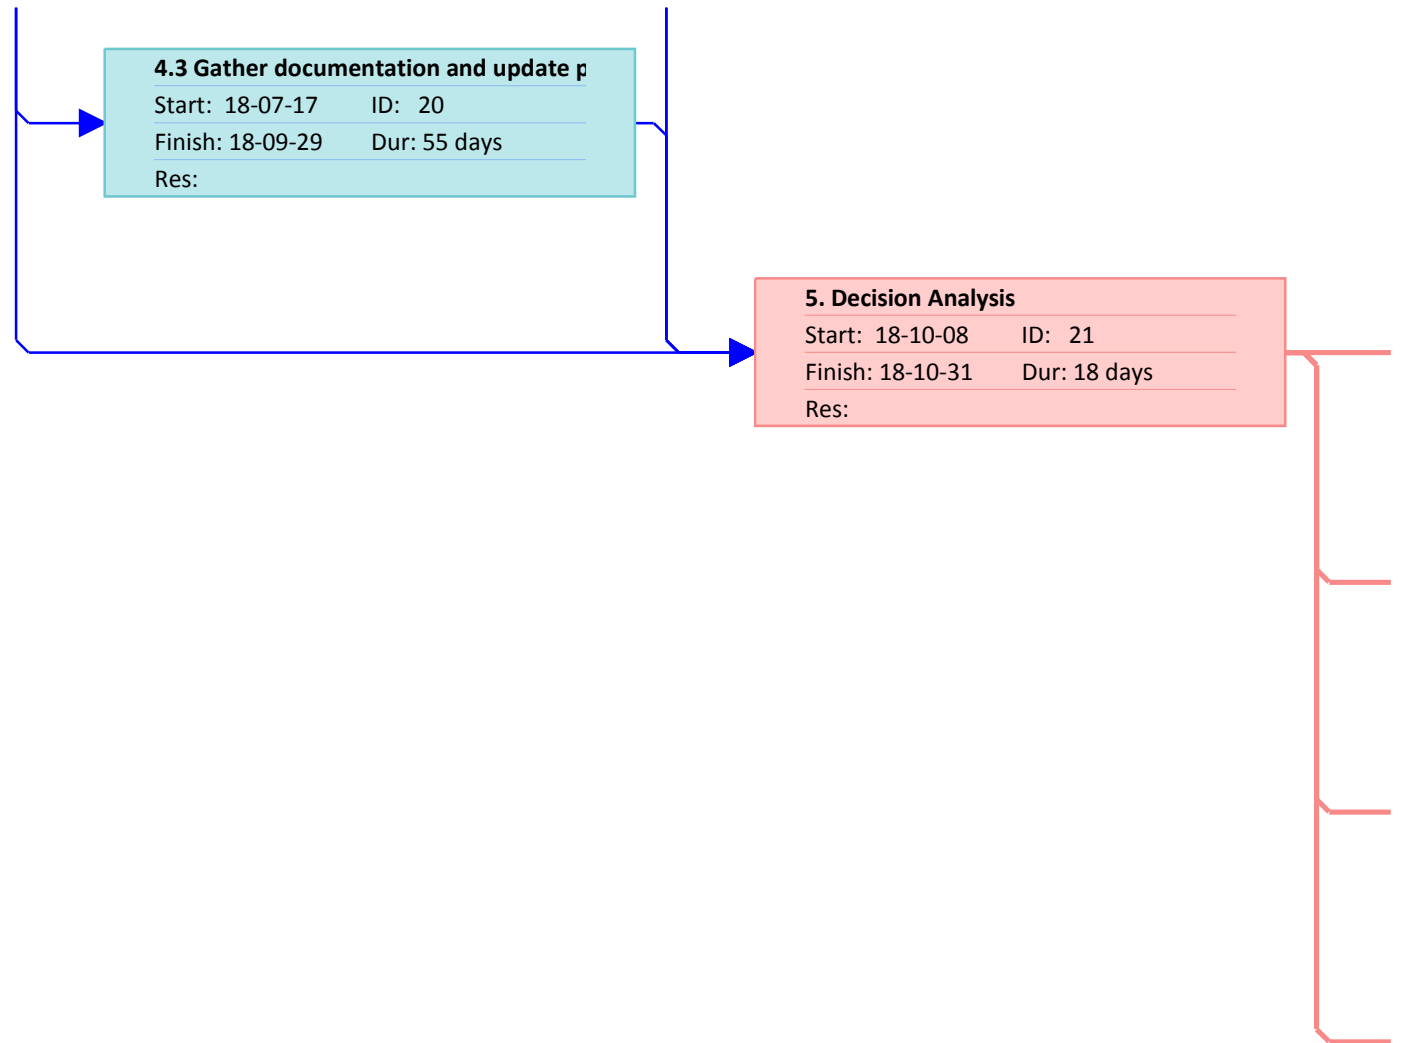 4.3 Gather documentation and update p
Start: 18-07-17 ID: 20
Finish: 18-09-29 Dur: 55 days
Res:
5. Decision Analysis
Start: 18-10-08 ID: 21
Finish: 18-10-31 Dur: 18 days
Res: